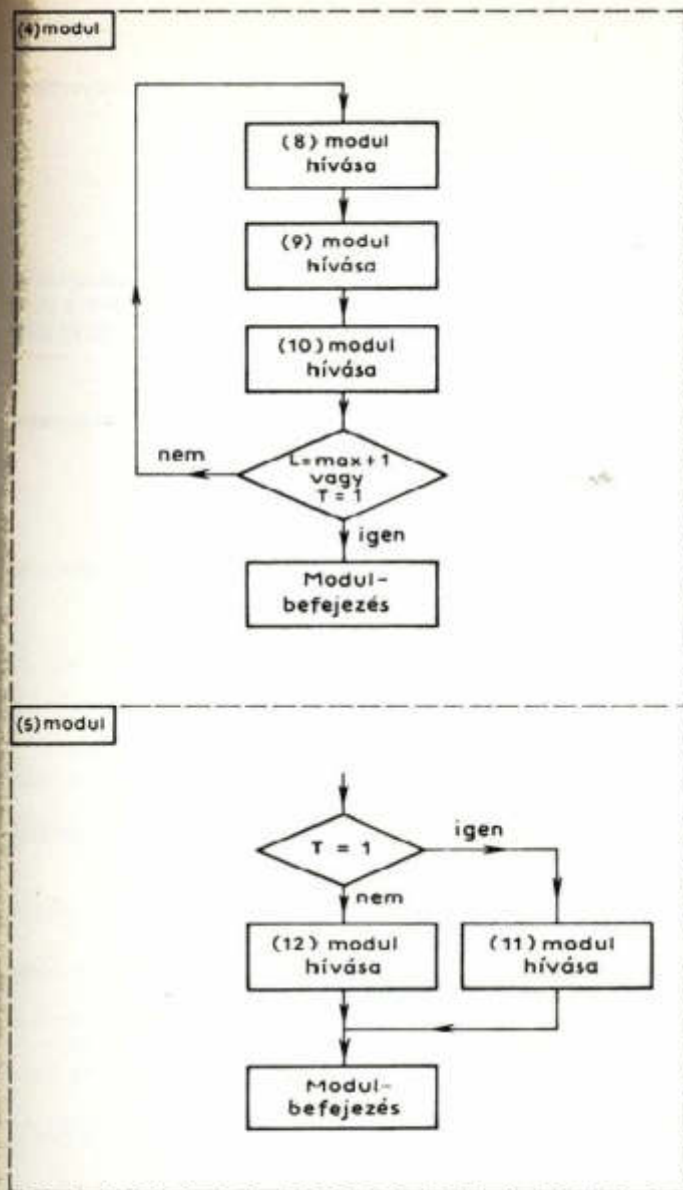 (4) modul
(8) modul
hívása
(9) modul
hívása
(10) modul
hívása
nem
L=max+1
vagy
T = 1
igen
Modul-
befejezés
(5) modul
T = 1
igen
nem
(12) modul
hívása
(11) modul
hívása
Modul-
befejezés